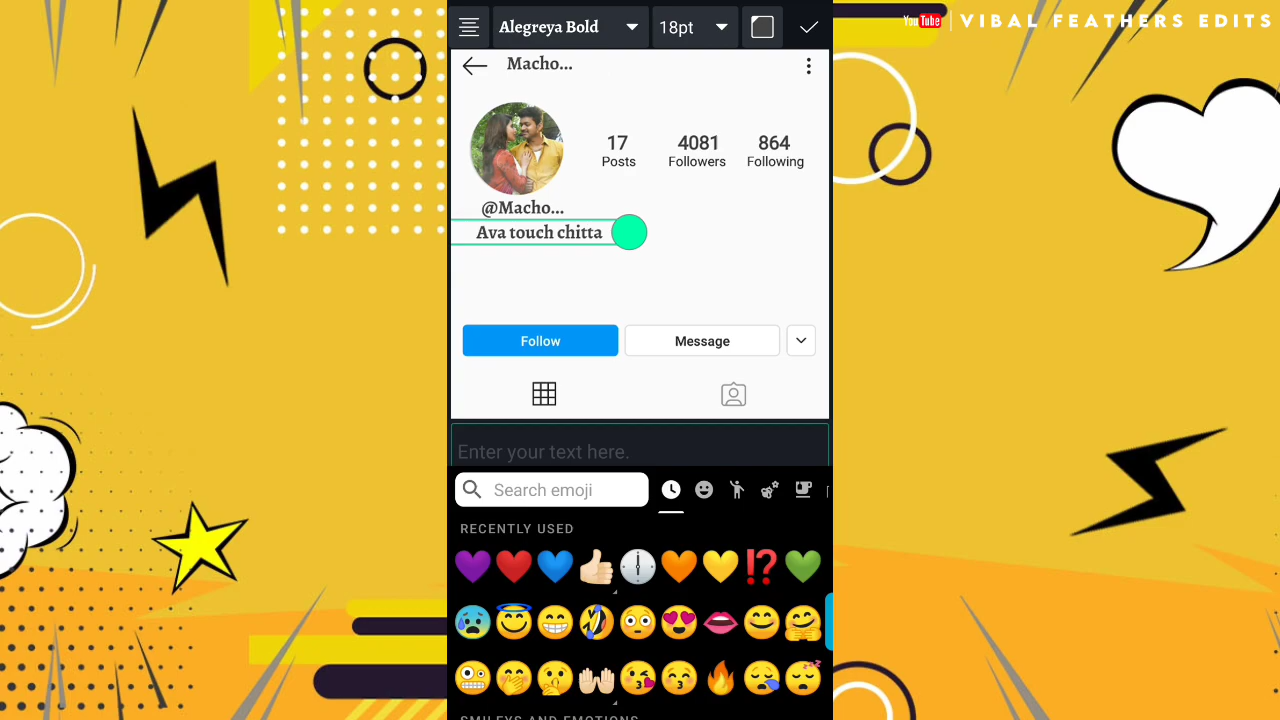 Alegreya Bold
18pt
YouTube | VIBAL FEATHERS EDITS
Macho...
17
4081
864
Posts
Followers
Following
@Macho...
Ava touch chitta
Follow
Message
Enter your text here.
Search emoji
RECENTLY USED
SMILEYS AND EMOTIONS